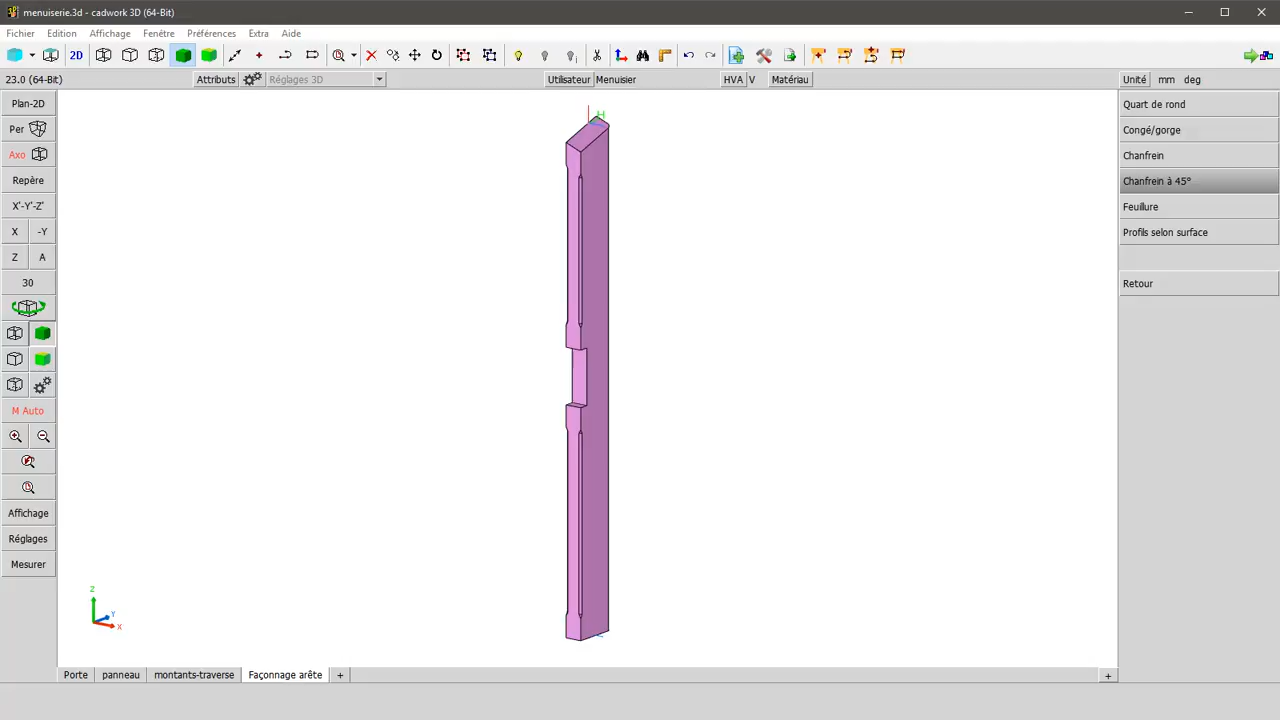 menuiserie.3d - cadwork 3D (64-Bit)
Fichier Edition Affichage Fenêtre Préférences Extra Aide
2D
23.0 (64-Bit) Attributs Réglages 3D Utilisateur Menuisier HVA V Matériau Unité mm deg
Plan-2D
Per
Axo
Repère
X'-Y'-Z'
X -Y
Z A
30
M Auto
Affichage
Réglages
Mesurer
H
Z
Y
X
Quart de rond
Congé/gorge
Chanfrein
Chanfrein à 45°
Feuillure
Profils selon surface
Retour
Porte panneau montants-traverse Façonnage arête + +